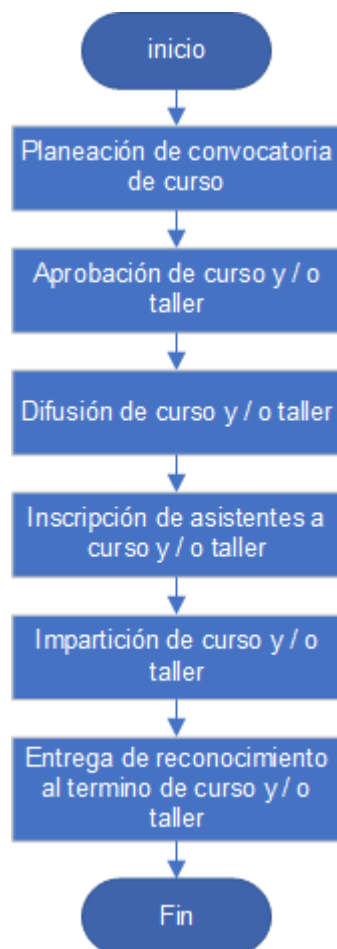 inicio
Planeación de convocatoria
de curso
Aprobación de curso y / o
taller
Difusión de curso y / o taller
Inscripción de asistentes a
curso y / o taller
Impartición de curso y / o
taller
Entrega de reconocimiento
al termino de curso y / o
taller
Fin